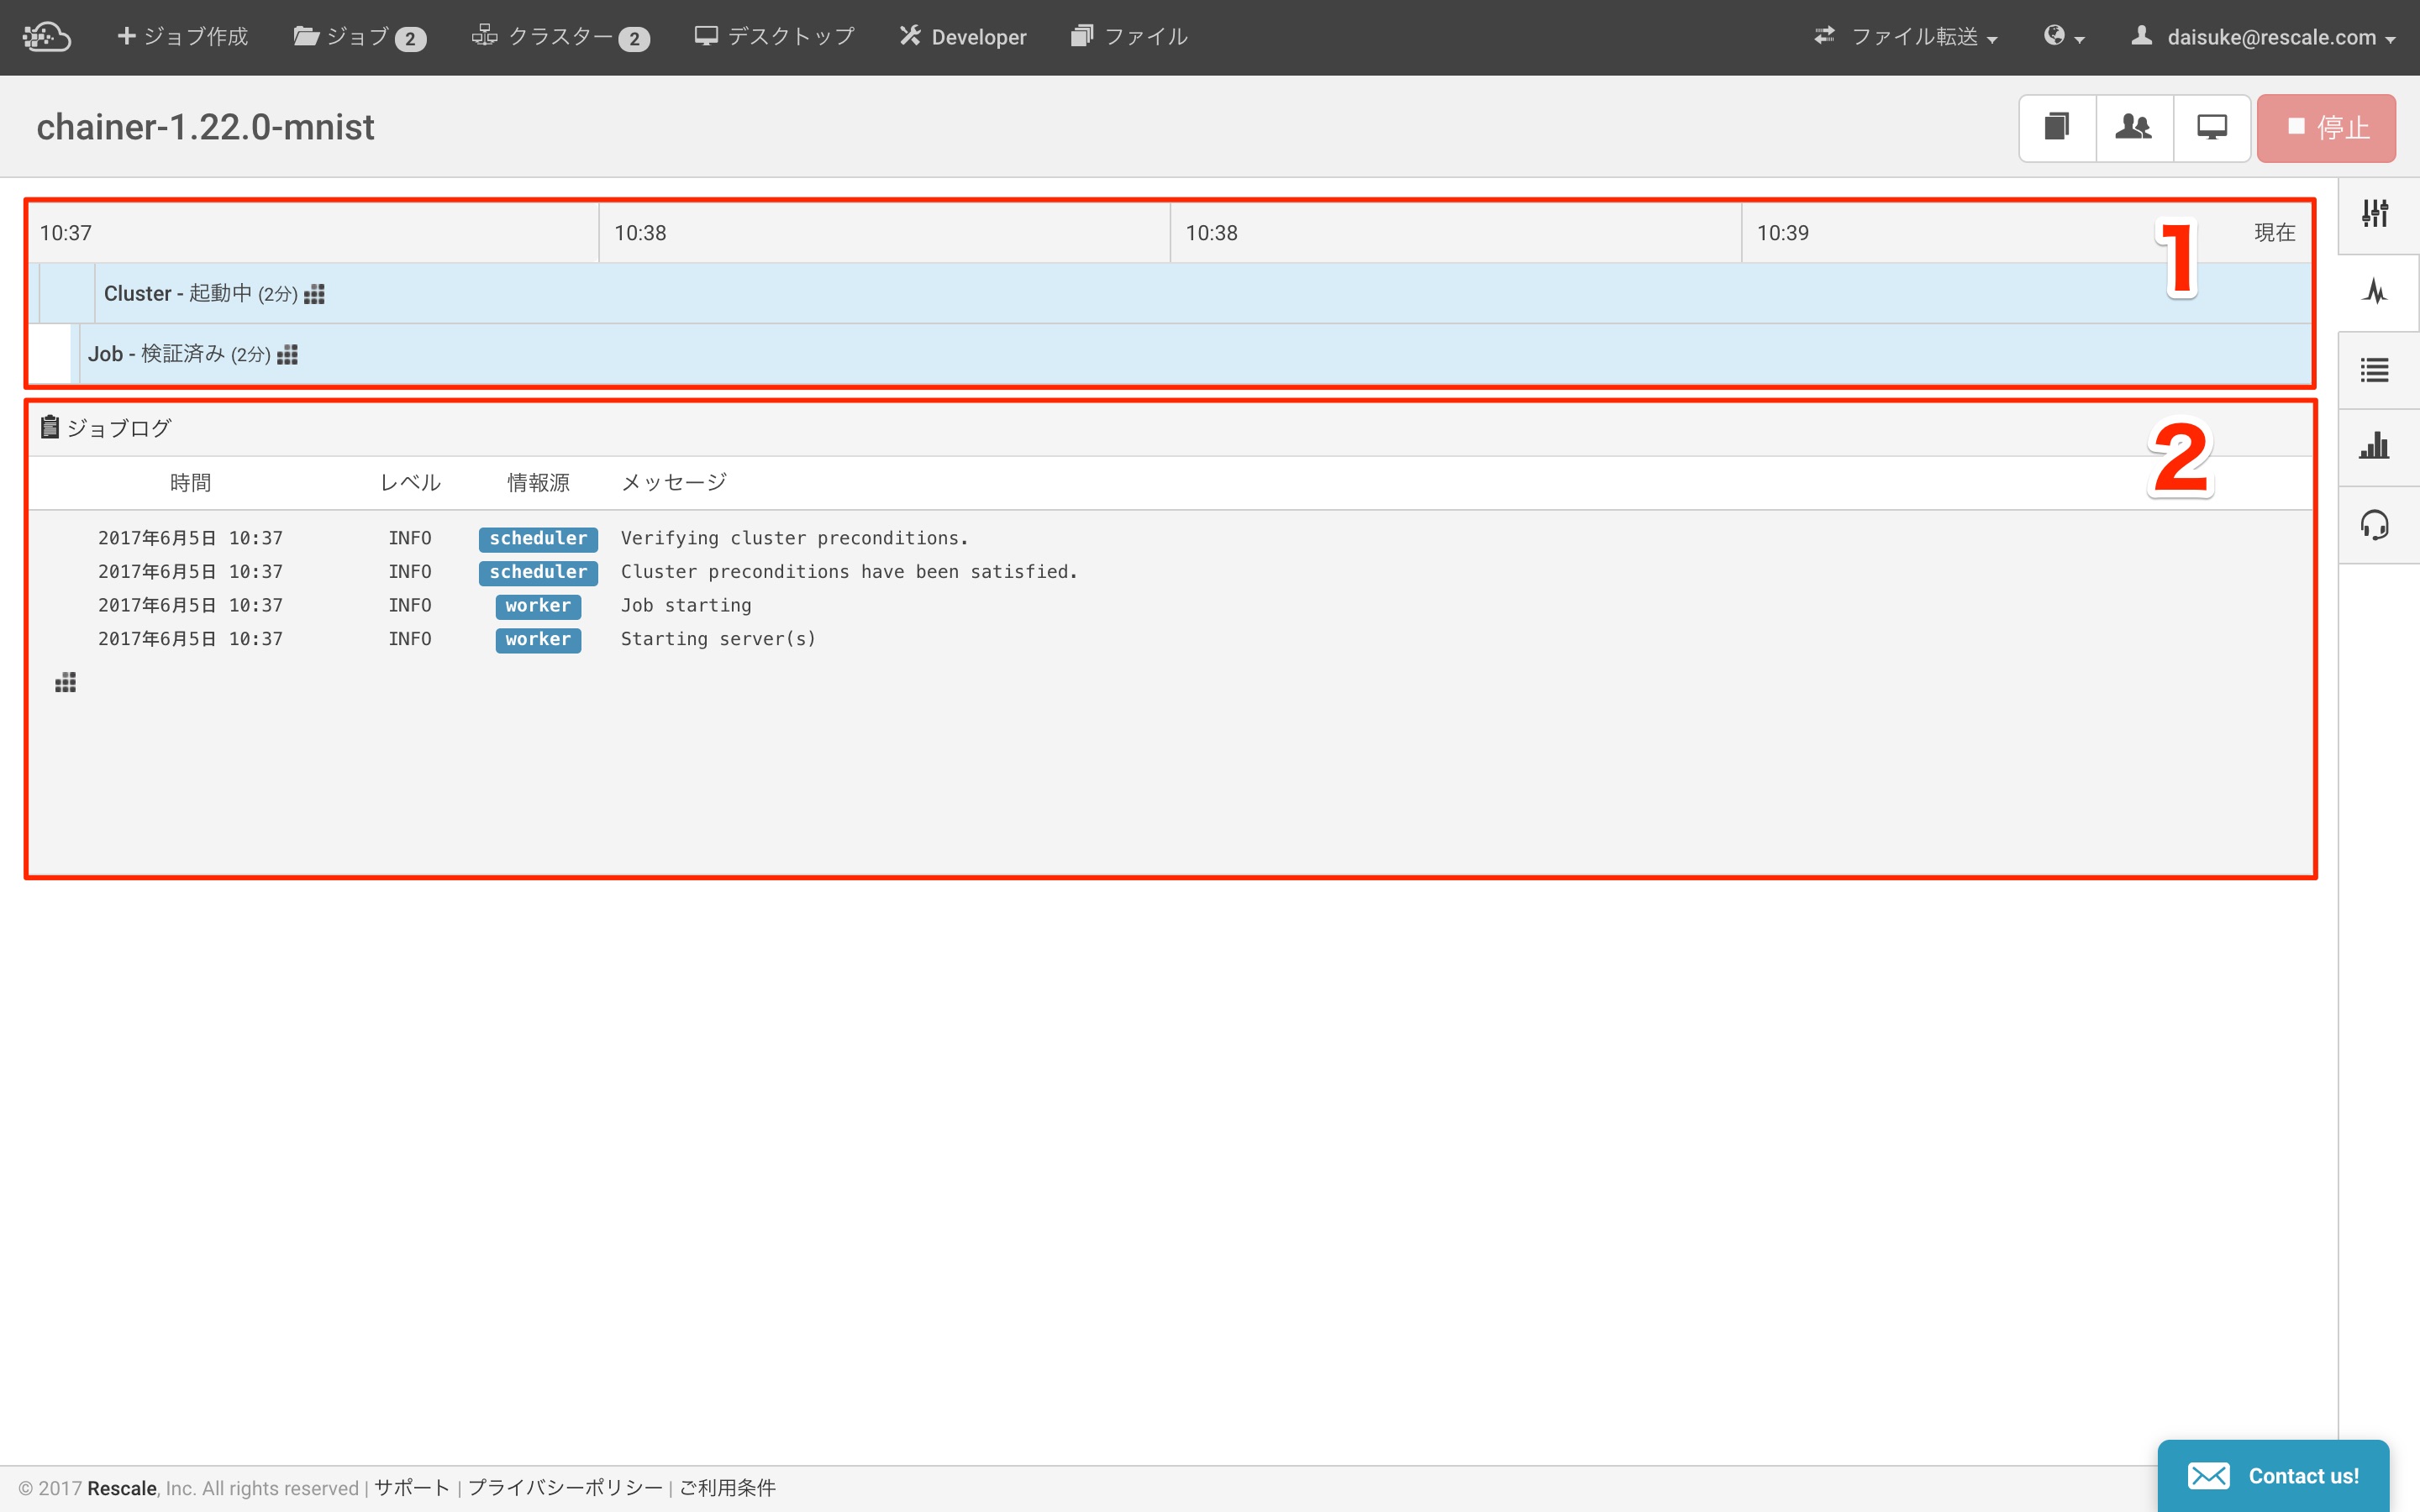 ジョブ作成 ジョブ 2 クラスター 2 デスクトップ Developer ファイル ファイル転送 daisuke@rescale.com
chainer-1.22.0-mnist 停止
10:37 10:38 10:38 10:39 現在
1
Cluster - 起動中 (2分)
Job - 検証済み (2分)
ジョブログ
2
時間 レベル 情報源 メッセージ
2017年6月5日 10:37 INFO scheduler Verifying cluster preconditions.
2017年6月5日 10:37 INFO scheduler Cluster preconditions have been satisfied.
2017年6月5日 10:37 INFO worker Job starting
2017年6月5日 10:37 INFO worker Starting server(s)
© 2017 Rescale, Inc. All rights reserved | サポート | プライバシーポリシー | ご利用条件
Contact us!